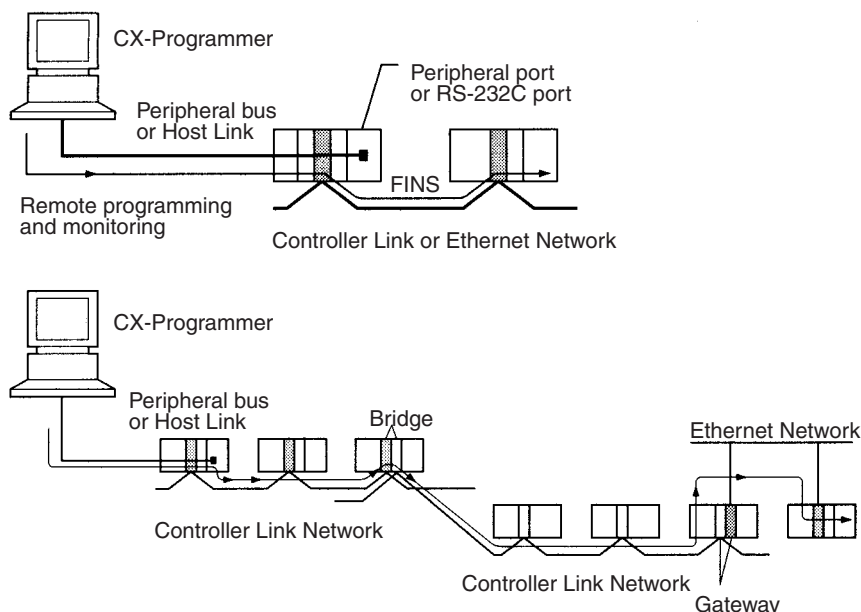 CX-Programmer
Peripheral port
or RS-232C port
Peripheral bus
or Host Link
FINS
Remote programming
and monitoring
Controller Link or Ethernet Network
CX-Programmer
Peripheral bus
or Host Link
Bridge
Ethernet Network
Controller Link Network
Controller Link Network
Gateway